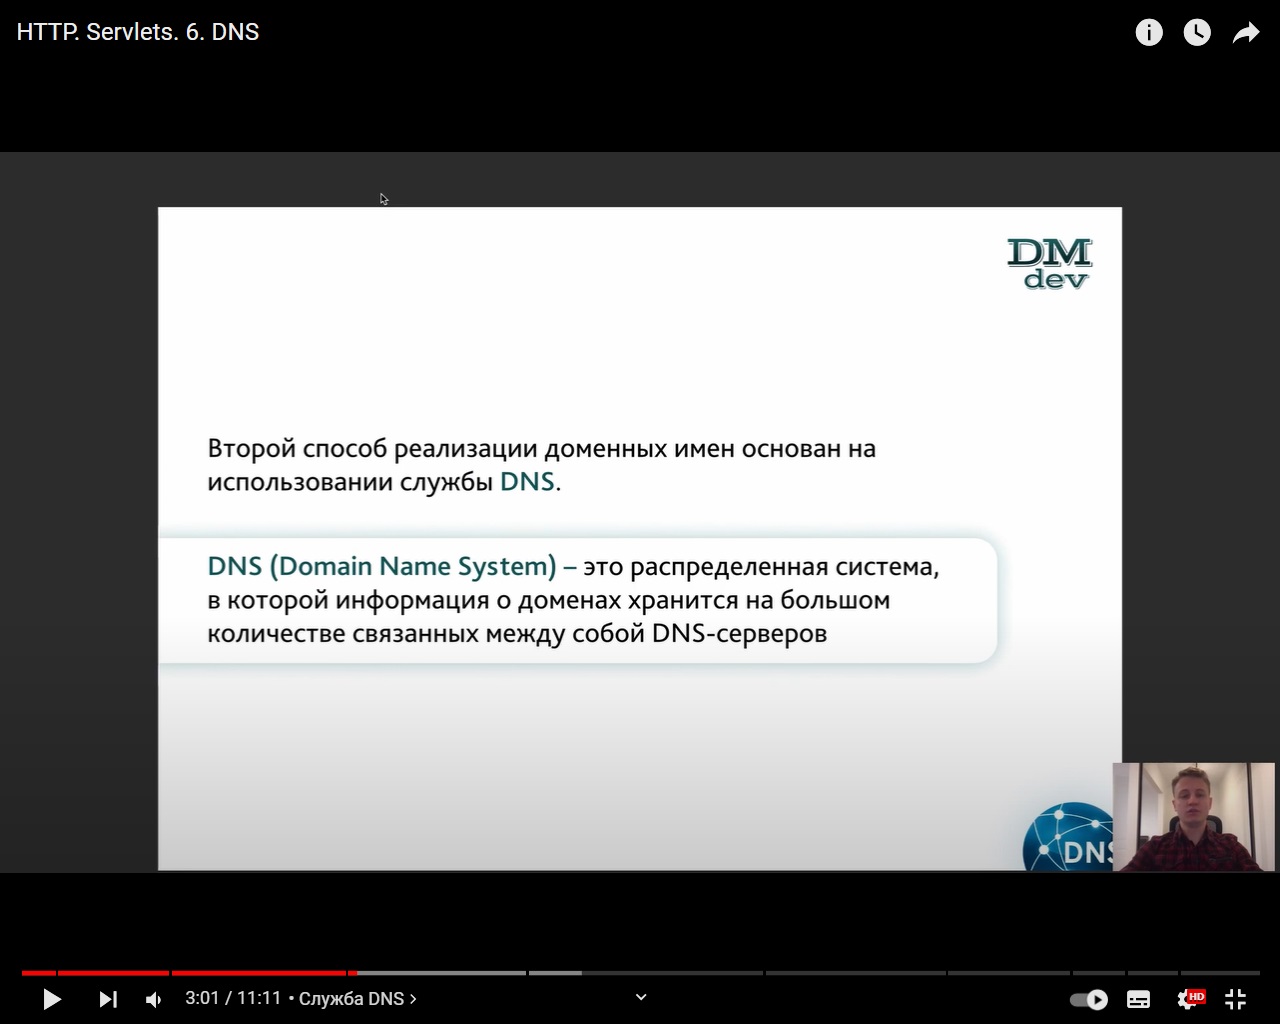 HTTP. Servlets. 6. DNS
DM
dev
Второй способ реализации доменных имен основан на
использовании службы DNS.
DNS (Domain Name System) – это распределенная система,
в которой информация о доменах хранится на большом
количестве связанных между собой DNS-серверов
DNS
3:01 / 11:11 • Служба DNS
HD